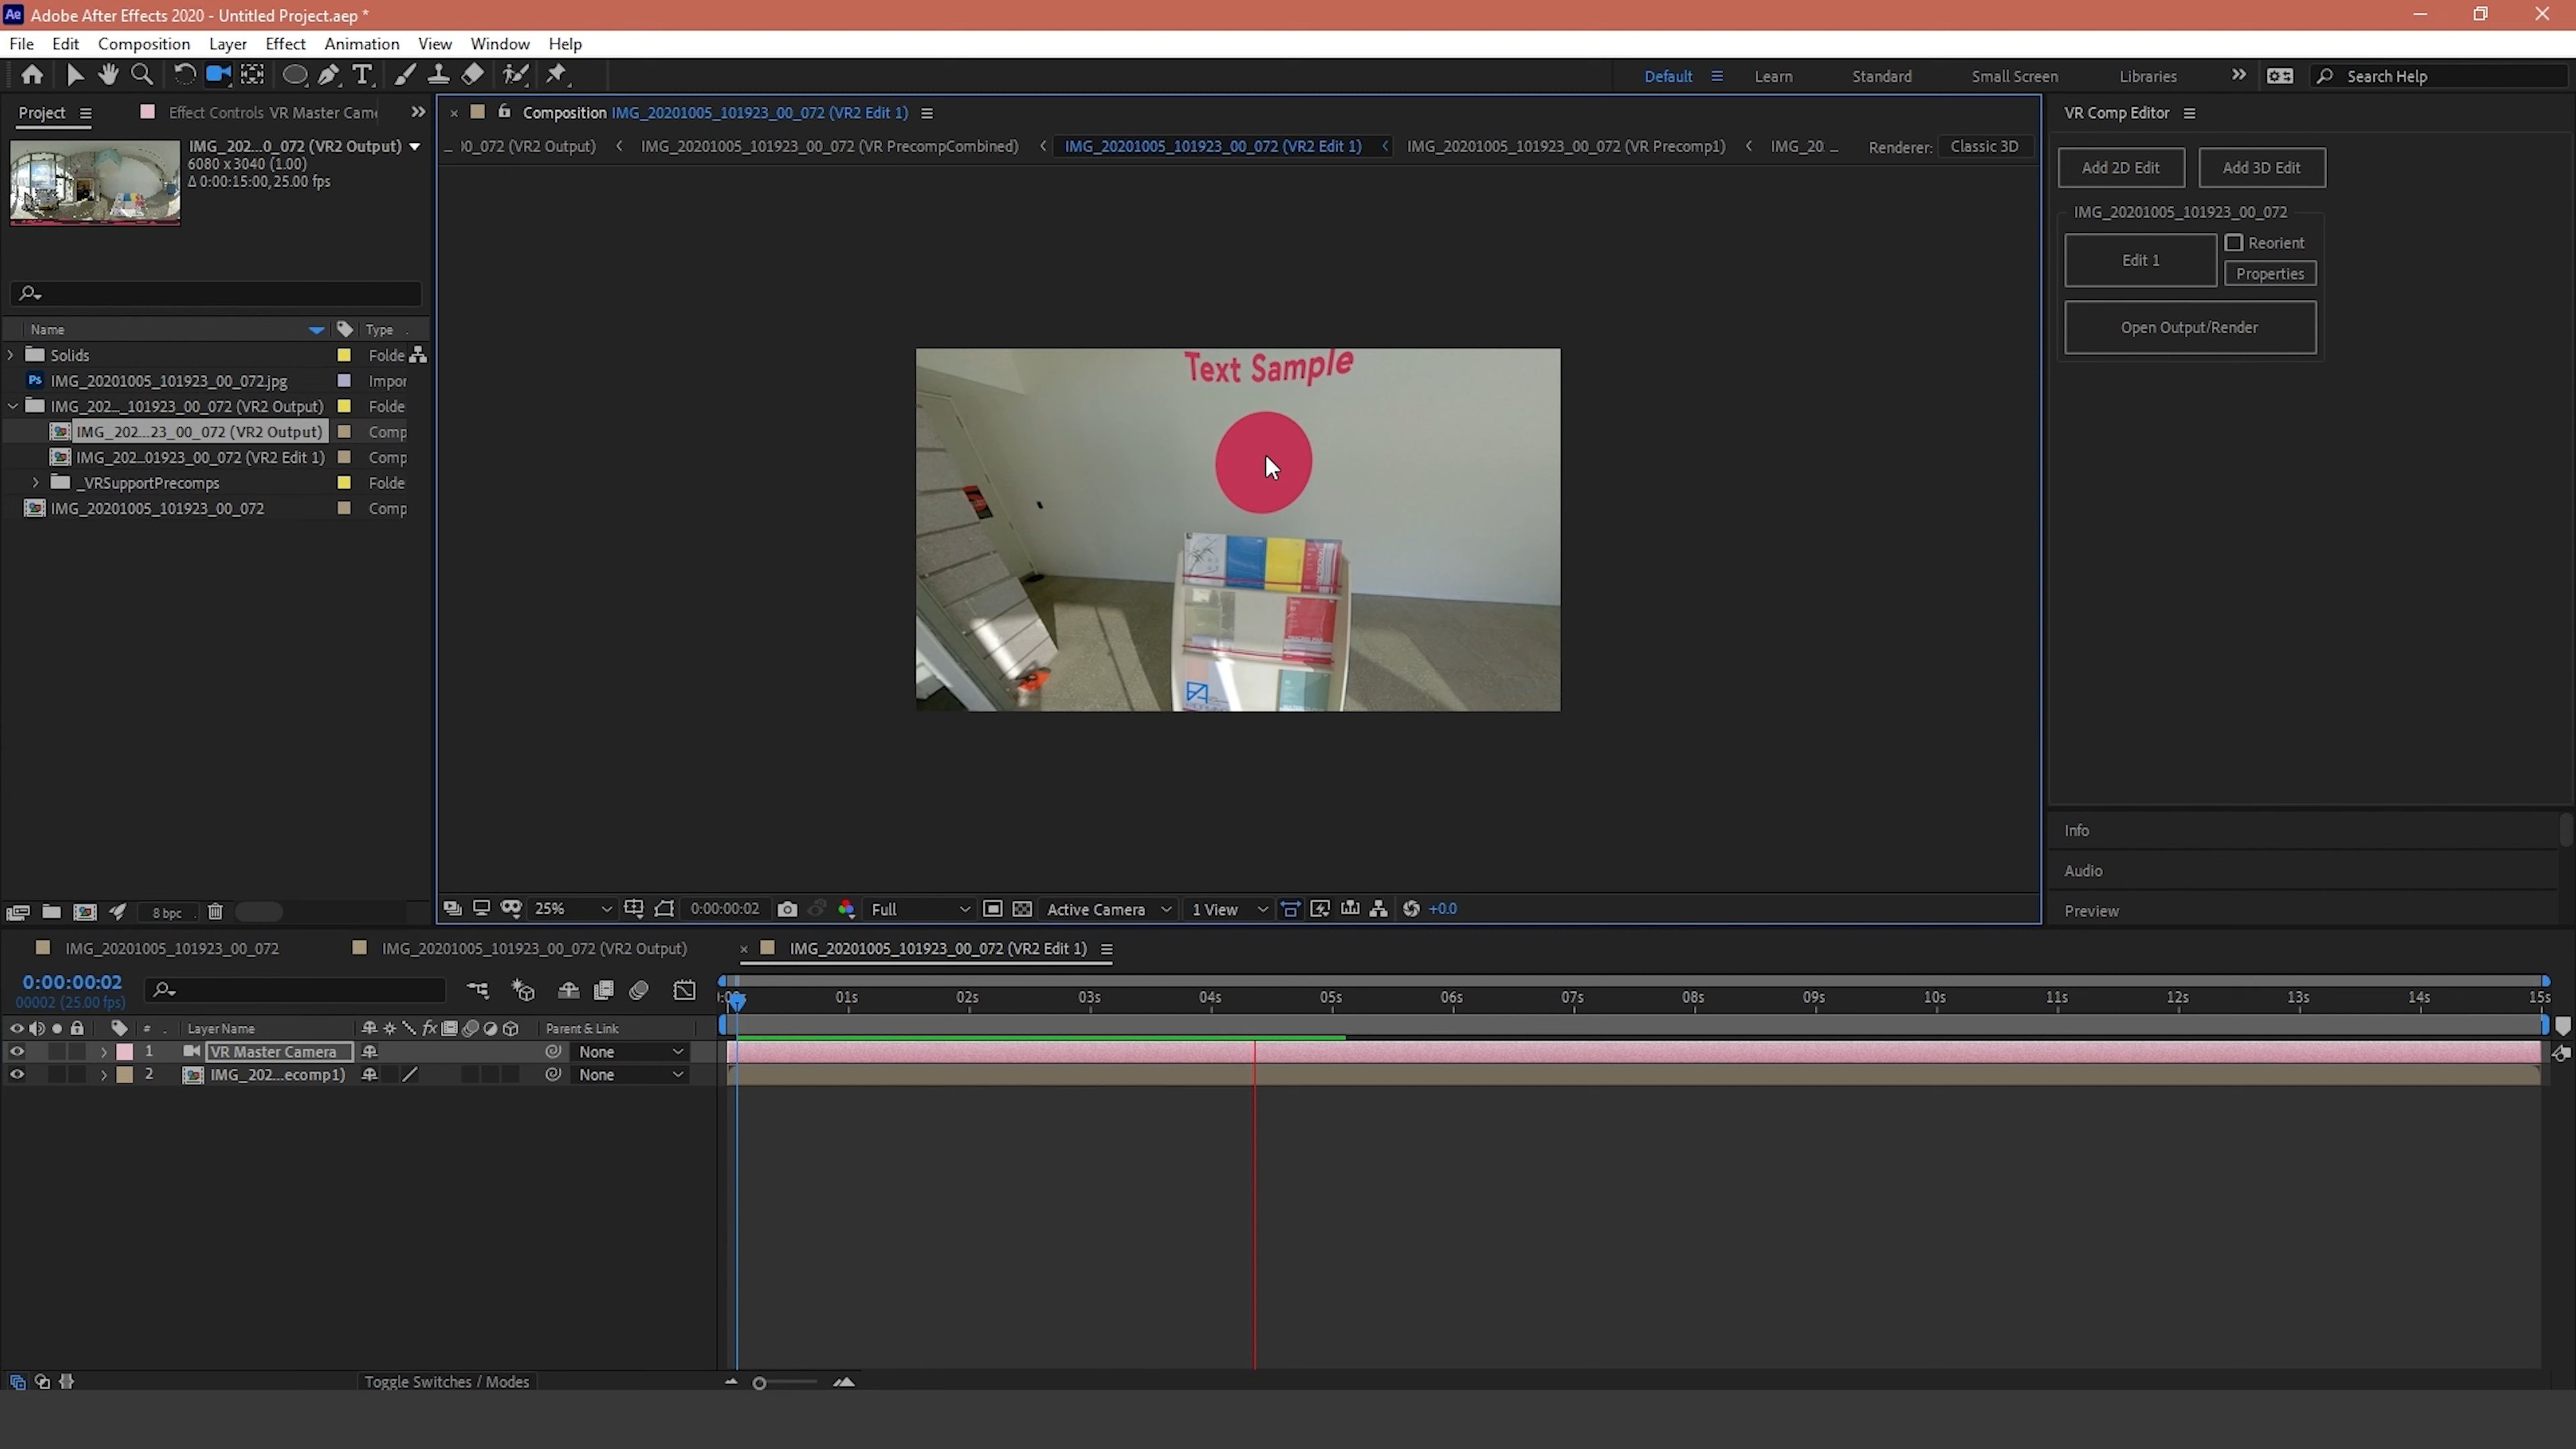 Ae Adobe After Effects 2020 - Untitled Project.aep *
File Edit Composition Layer Effect Animation View Window Help
Default Learn Standard Small Screen Libraries Search Help
Project Effect Controls VR Master Came
IMG_202...0_072 (VR2 Output)
6080 x 3040 (1.00)
Δ 0:00:15:00, 25.00 fps
Name Type
Solids Folde
Ps IMG_20201005_101923_00_072.jpg Impor
IMG_202..._101923_00_072 (VR2 Output) Folde
IMG_202...23_00_072 (VR2 Output) Comp
IMG_202...01923_00_072 (VR2 Edit 1) Comp
_VRSupportPrecomps Folde
IMG_20201005_101923_00_072 Comp
8 bpc
Composition IMG_20201005_101923_00_072 (VR2 Edit 1)
)0_072 (VR2 Output) IMG_20201005_101923_00_072 (VR PrecompCombined) IMG_20201005_101923_00_072 (VR2 Edit 1) IMG_20201005_101923_00_072 (VR Precomp1) IMG_20 Renderer: Classic 3D
Text Sample
25% 0:00:00:02 Full Active Camera 1 View +0.0
VR Comp Editor
Add 2D Edit Add 3D Edit
IMG_20201005_101923_00_072
Edit 1 Reorient
Properties
Open Output/Render
Info
Audio
Preview
IMG_20201005_101923_00_072 IMG_20201005_101923_00_072 (VR2 Output) IMG_20201005_101923_00_072 (VR2 Edit 1)
0:00:00:02
00002 (25.00 fps)
01s 02s 03s 04s 05s 06s 07s 08s 09s 10s 11s 12s 13s 14s 15s
# Layer Name fx Parent & Link
1 VR Master Camera None
2 IMG_202...ecomp1) None
Toggle Switches / Modes